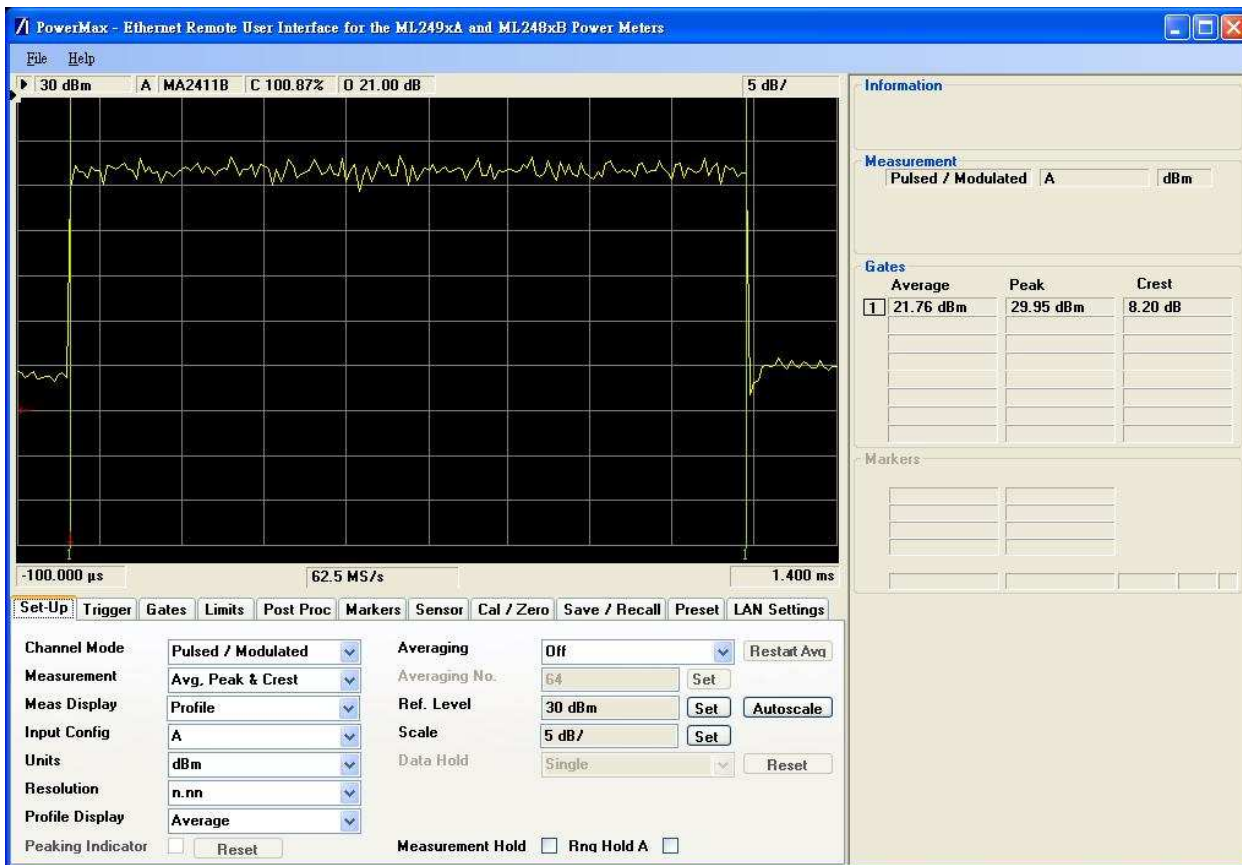 PowerMax - Ethernet Remote User Interface for the ML249xA and ML248xB Power Meters
File Help
30 dBm A MA2411B C 100.87% O 21.00 dB 5 dB/
1 1
-100.000 µs 62.5 MS/s 1.400 ms
Information
Measurement
Pulsed / Modulated A dBm
Gates
Average Peak Crest
1 21.76 dBm 29.95 dBm 8.20 dB
Markers
Set-Up Trigger Gates Limits Post Proc Markers Sensor Cal / Zero Save / Recall Preset LAN Settings
Channel Mode Pulsed / Modulated Averaging Off Restart Avg
Measurement Avg, Peak & Crest Averaging No. 64 Set
Meas Display Profile Ref. Level 30 dBm Set Autoscale
Input Config A Scale 5 dB/ Set
Units dBm Data Hold Single Reset
Resolution n.nn
Profile Display Average
Peaking Indicator Reset Measurement Hold Rng Hold A